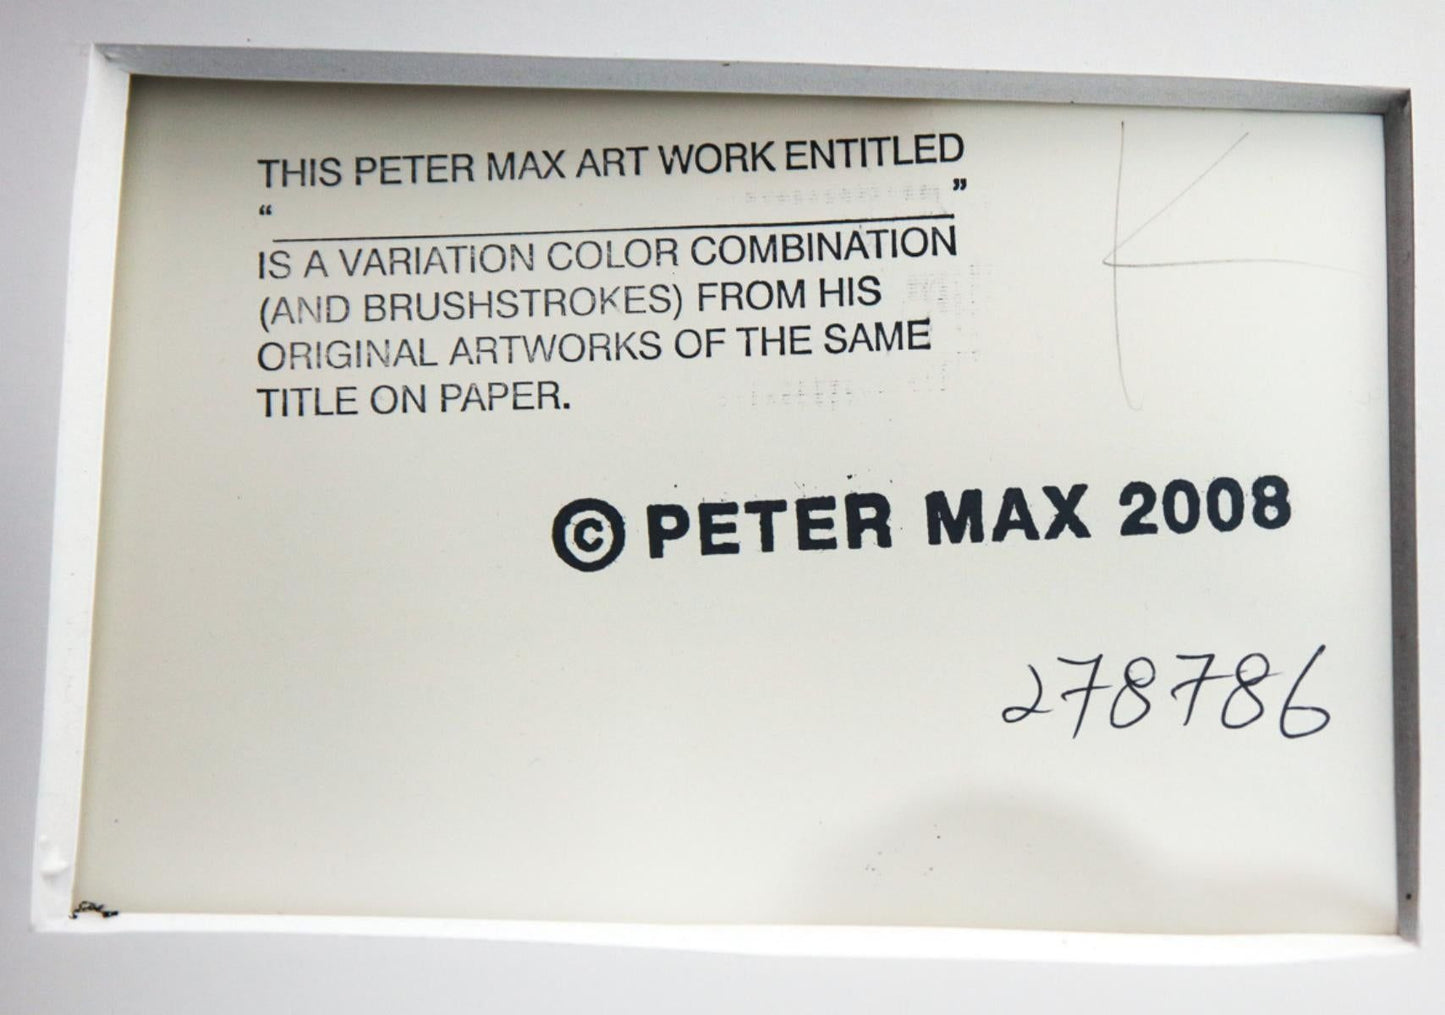 THIS PETER MAX ART WORK ENTITLED
“ ”
IS A VARIATION COLOR COMBINATION
(AND BRUSHSTROKES) FROM HIS
ORIGINAL ARTWORKS OF THE SAME
TITLE ON PAPER.
K
© PETER MAX 2008
278786